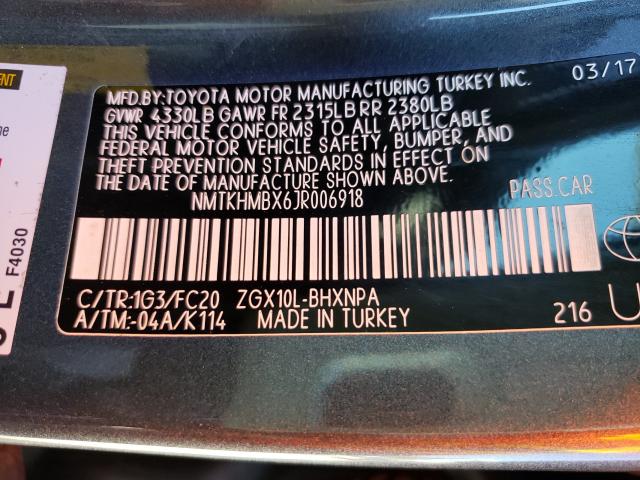 MFD.BY:TOYOTA MOTOR MANUFACTURING TURKEY INC. 03/17
GVWR 4330LB GAWR FR 2315LB RR 2380LB
THIS VEHICLE CONFORMS TO ALL APPLICABLE
FEDERAL MOTOR VEHICLE SAFETY, BUMPER, AND
THEFT PREVENTION STANDARDS IN EFFECT ON
THE DATE OF MANUFACTURE SHOWN ABOVE.
NMTKHMBX6JR006918 PASS.CAR
C/TR:1G3/FC20 ZGX10L-BHXNPA
A/TM:-04A/K114 MADE IN TURKEY 216
F4030